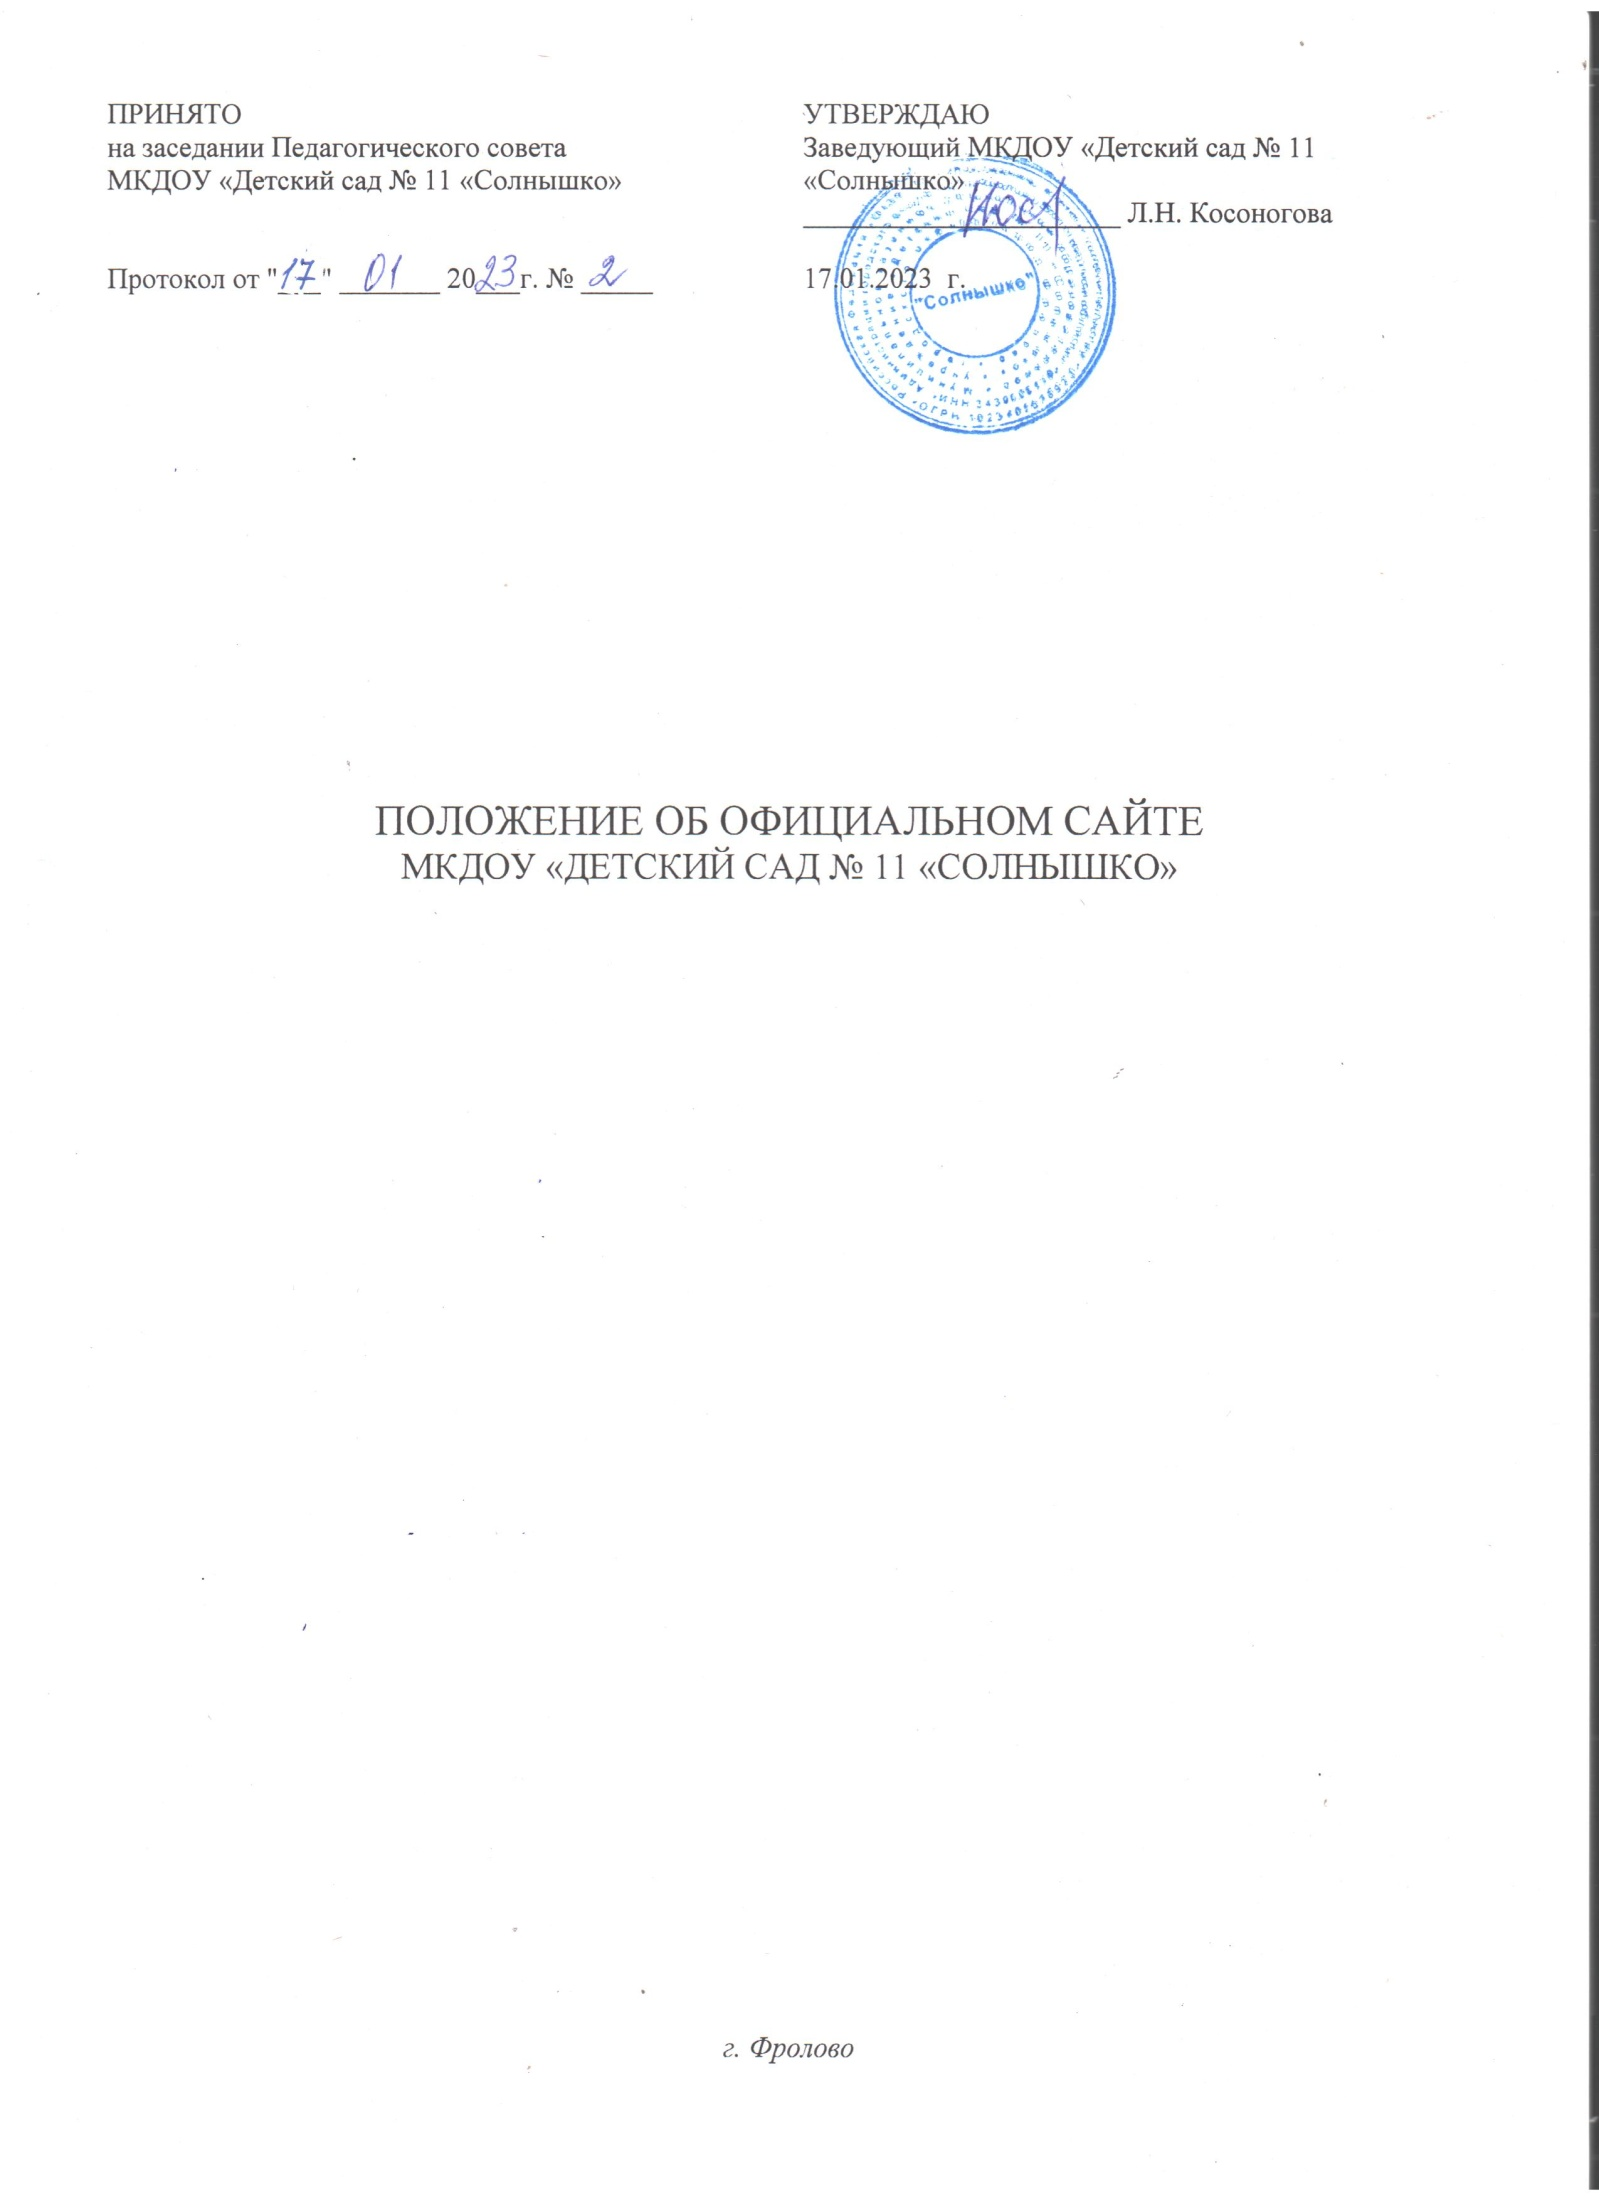 ПРИНЯТО
на заседании Педагогического совета
МКДОУ «Детский сад № 11 «Солнышко»
Протокол от "17" 01 2023г. № 2
УТВЕРЖДАЮ
Заведующий МКДОУ «Детский сад № 11
«Солнышко»
Л.Н. Косоногова
17.01.2023 г.
"Солнышко"
ПОЛОЖЕНИЕ ОБ ОФИЦИАЛЬНОМ САЙТЕ
МКДОУ «ДЕТСКИЙ САД № 11 «СОЛНЫШКО»
г. Фролово